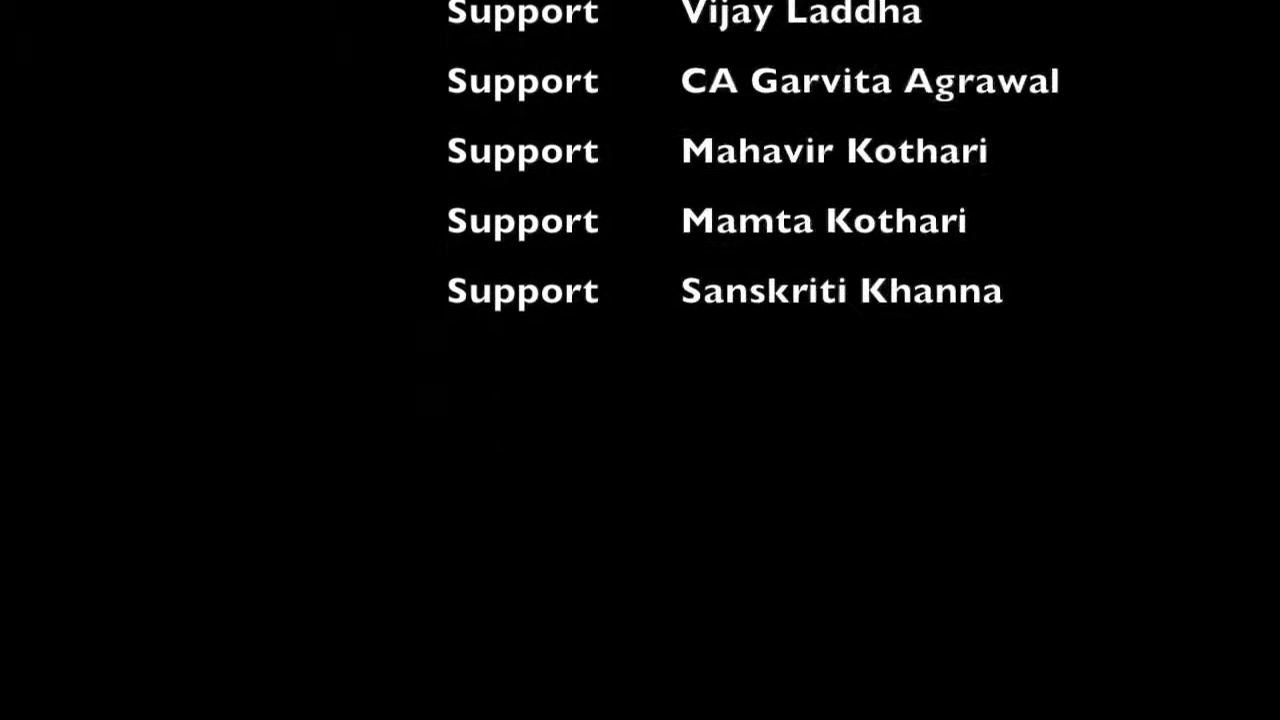 Support Vijay Laddha
Support CA Garvita Agrawal
Support Mahavir Kothari
Support Mamta Kothari
Support Sanskriti Khanna